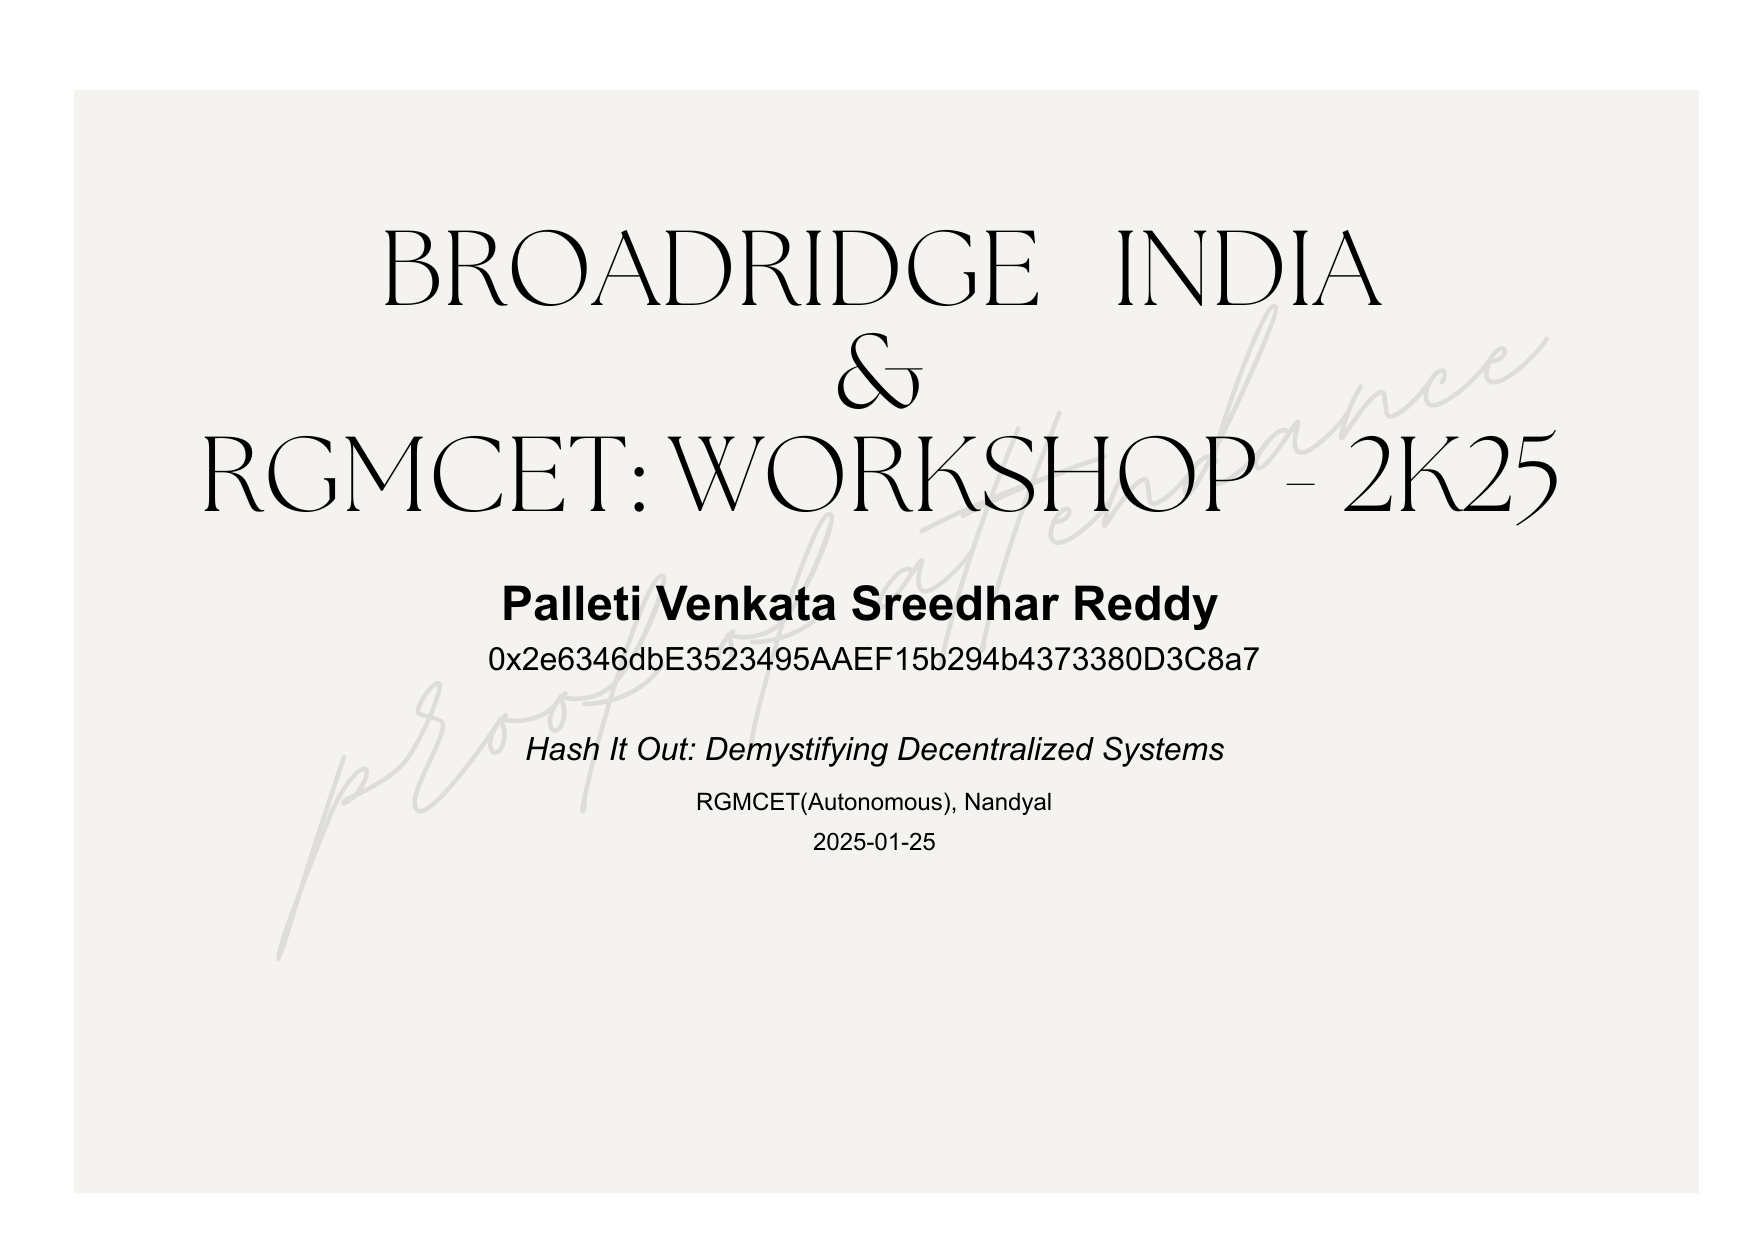 BROADRIDGE INDIA
&
RGMCET: WORKSHOP - 2K25
Palleti Venkata Sreedhar Reddy
0x2e6346dbE3523495AAEF15b294b4373380D3C8a7
proof of attendance
Hash It Out: Demystifying Decentralized Systems
RGMCET(Autonomous), Nandyal
2025-01-25